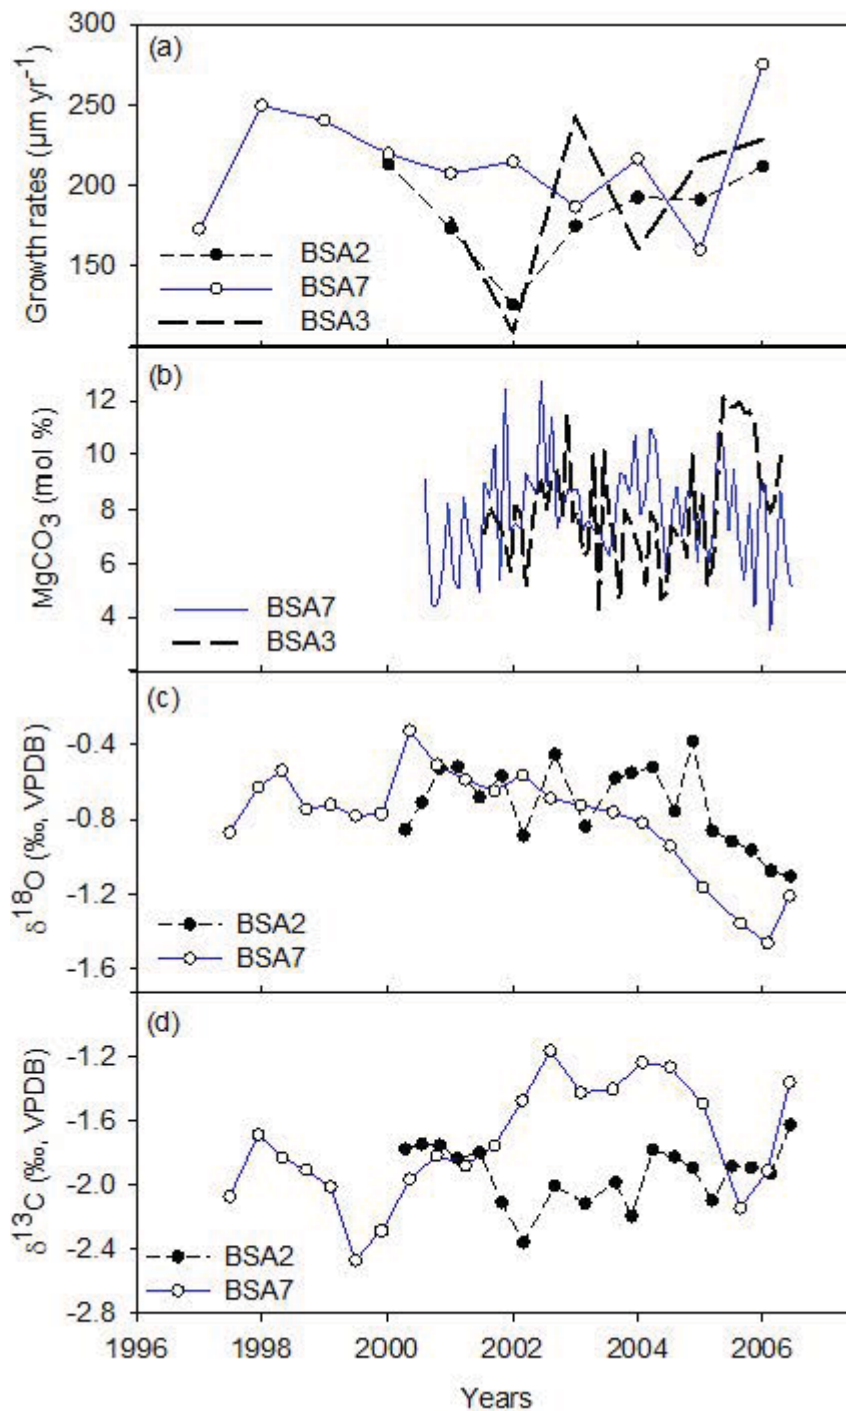 300
(a)
250
200
150
Growth rates (µm yr⁻¹)
BSA2
BSA7
BSA3
(b)
12
10
8
6
4
MgCO₃ (mol %)
BSA7
BSA3
(c)
-0.4
-0.8
-1.2
-1.6
δ¹⁸O (‰, VPDB)
BSA2
BSA7
(d)
-1.2
-1.6
-2.0
-2.4
-2.8
δ¹³C (‰, VPDB)
BSA2
BSA7
1996 1998 2000 2002 2004 2006
Years